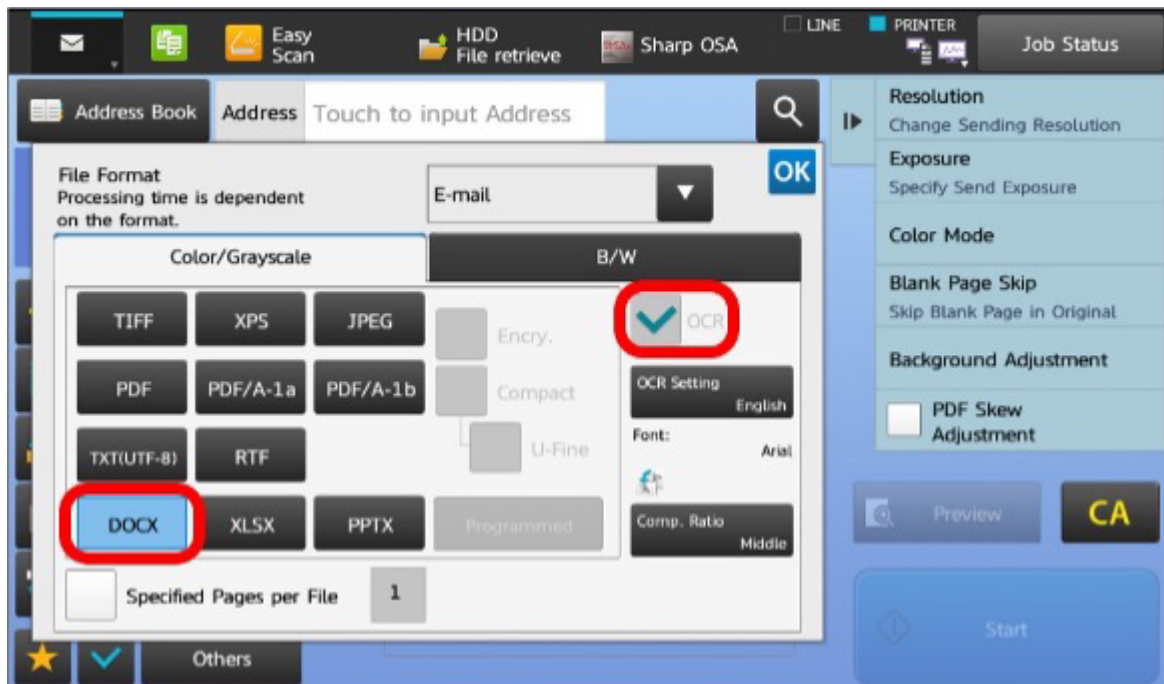 Easy
Scan
HDD
File retrieve
Sharp OSA
LINE
PRINTER
Job Status
Address Book
Address
Touch to input Address
Resolution
Change Sending Resolution
Exposure
Specify Send Exposure
Color Mode
Blank Page Skip
Skip Blank Page in Original
Background Adjustment
PDF Skew
Adjustment
File Format
Processing time is dependent
on the format.
E-mail
OK
Color/Grayscale
B/W
TIFF
XPS
JPEG
Encry.
OCR
PDF
PDF/A-1a
PDF/A-1b
Compact
OCR Setting
English
TXT(UTF-8)
RTF
U-Fine
Font:
Arial
DOCX
XLSX
PPTX
Programmed
Comp. Ratio
Middle
Specified Pages per File
1
Preview
CA
Start
Others